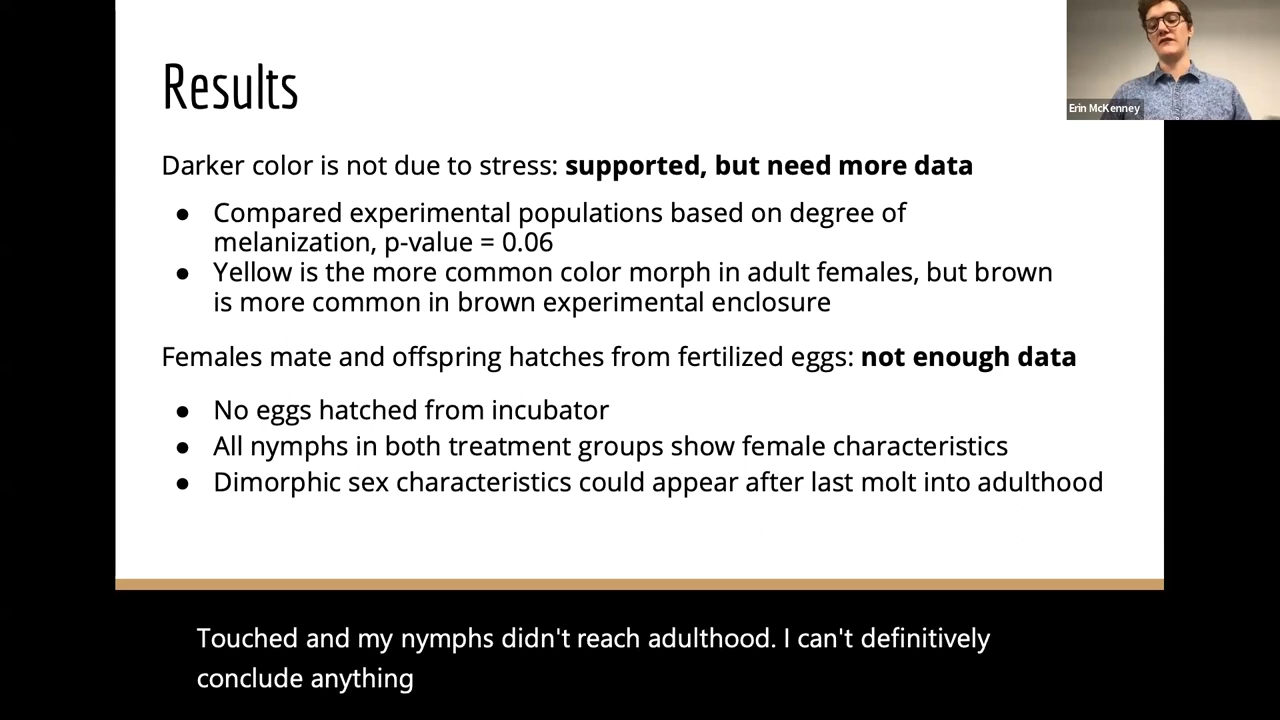 Results
Erin McKenney
Darker color is not due to stress: supported, but need more data
● Compared experimental populations based on degree of
melanization, p-value = 0.06
● Yellow is the more common color morph in adult females, but brown
is more common in brown experimental enclosure
Females mate and offspring hatches from fertilized eggs: not enough data
● No eggs hatched from incubator
● All nymphs in both treatment groups show female characteristics
● Dimorphic sex characteristics could appear after last molt into adulthood
Touched and my nymphs didn't reach adulthood. I can't definitively
conclude anything